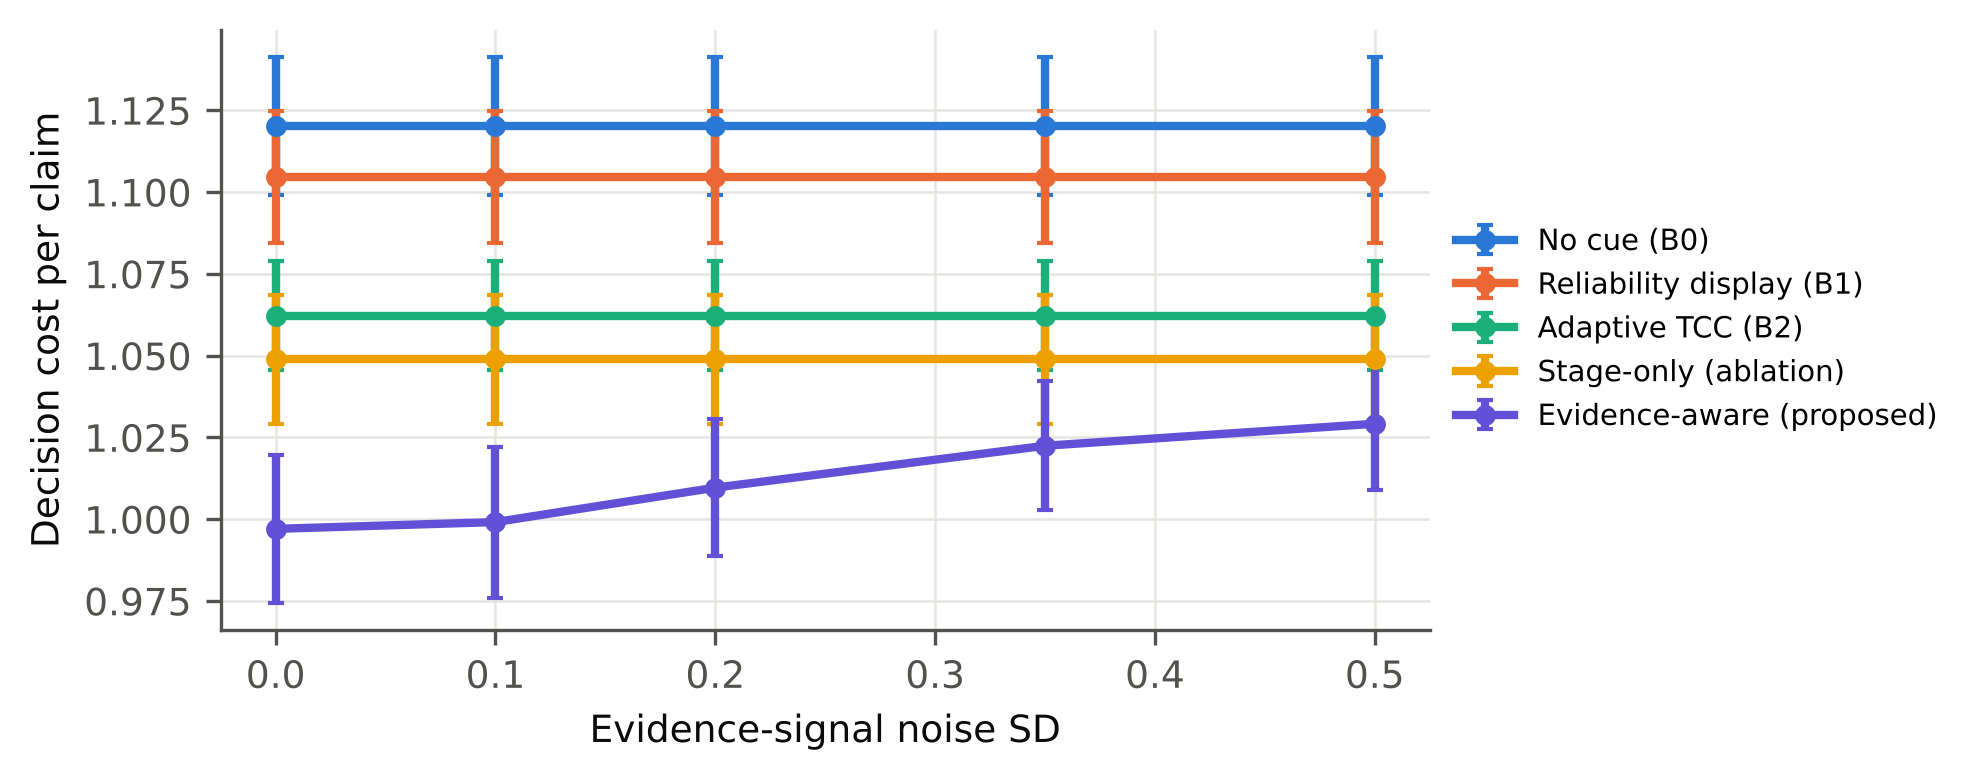 Decision cost per claim
1.125
1.100
1.075
1.050
1.025
1.000
0.975
0.0 0.1 0.2 0.3 0.4 0.5
Evidence-signal noise SD
No cue (B0)
Reliability display (B1)
Adaptive TCC (B2)
Stage-only (ablation)
Evidence-aware (proposed)